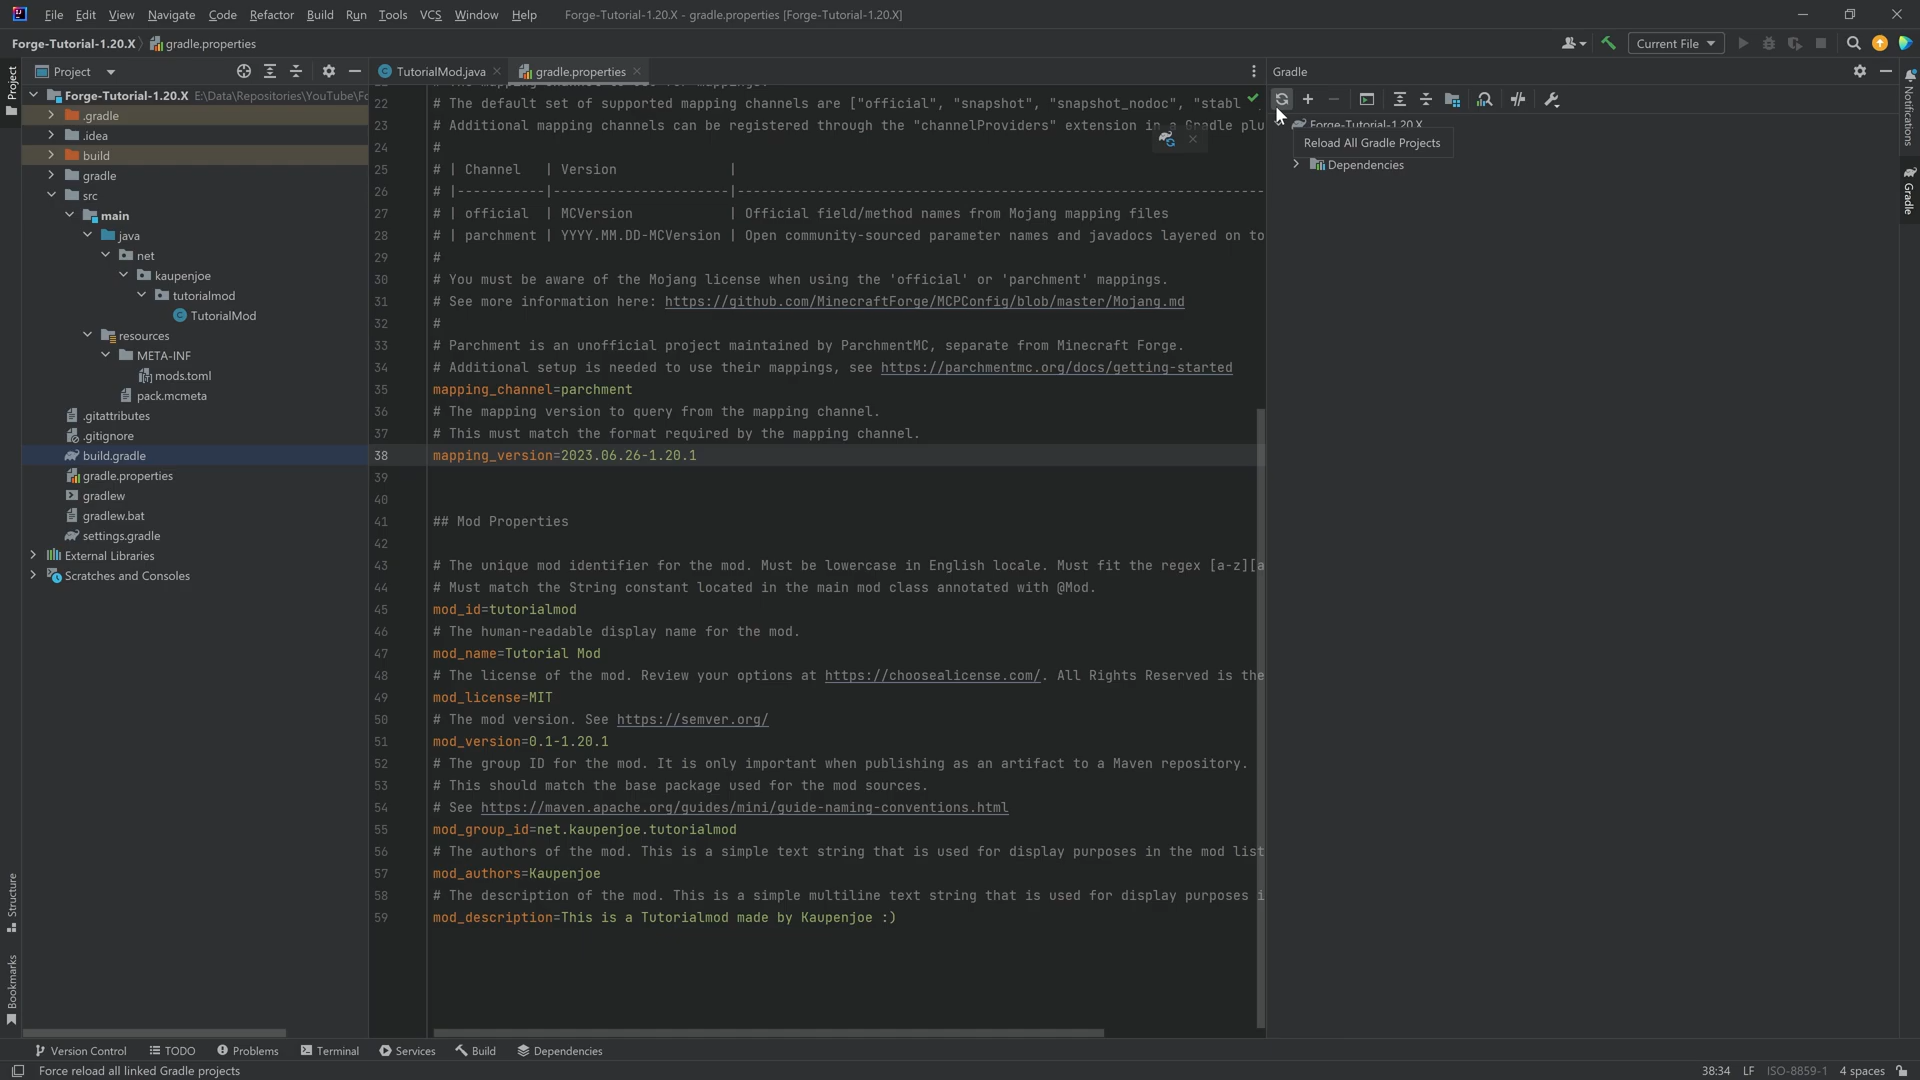 File Edit View Navigate Code Refactor Build Run Tools VCS Window Help Forge-Tutorial-1.20.X - gradle.properties [Forge-Tutorial-1.20.X]
Forge-Tutorial-1.20.X gradle.properties Current File
Project
Project
Forge-Tutorial-1.20.X E:\Data\Repositories\YouTube\Fo
.gradle
.idea
build
gradle
src
main
java
net
kaupenjoe
tutorialmod
TutorialMod
resources
META-INF
mods.toml
pack.mcmeta
.gitattributes
.gitignore
build.gradle
gradle.properties
gradlew
gradlew.bat
settings.gradle
External Libraries
Scratches and Consoles
Structure
Bookmarks
TutorialMod.java gradle.properties
22 # The default set of supported mapping channels are ["official", "snapshot", "snapshot_nodoc", "stabl
23 # Additional mapping channels can be registered through the "channelProviders" extension in a Gradle plu
24 #
25 # | Channel | Version |
26 # |-----------|----------------------|--------------------------------------------------------------------
27 # | official | MCVersion | Official field/method names from Mojang mapping files
28 # | parchment | YYYY.MM.DD-MCVersion | Open community-sourced parameter names and javadocs layered on to
29 #
30 # You must be aware of the Mojang license when using the 'official' or 'parchment' mappings.
31 # See more information here: https://github.com/MinecraftForge/MCPConfig/blob/master/Mojang.md
32 #
33 # Parchment is an unofficial project maintained by ParchmentMC, separate from Minecraft Forge.
34 # Additional setup is needed to use their mappings, see https://parchmentmc.org/docs/getting-started
35 mapping_channel=parchment
36 # The mapping version to query from the mapping channel.
37 # This must match the format required by the mapping channel.
38 mapping_version=2023.06.26-1.20.1
39
40
41 ## Mod Properties
42
43 # The unique mod identifier for the mod. Must be lowercase in English locale. Must fit the regex [a-z][a
44 # Must match the String constant located in the main mod class annotated with @Mod.
45 mod_id=tutorialmod
46 # The human-readable display name for the mod.
47 mod_name=Tutorial Mod
48 # The license of the mod. Review your options at https://choosealicense.com/. All Rights Reserved is the
49 mod_license=MIT
50 # The mod version. See https://semver.org/
51 mod_version=0.1-1.20.1
52 # The group ID for the mod. It is only important when publishing as an artifact to a Maven repository.
53 # This should match the base package used for the mod sources.
54 # See https://maven.apache.org/guides/mini/guide-naming-conventions.html
55 mod_group_id=net.kaupenjoe.tutorialmod
56 # The authors of the mod. This is a simple text string that is used for display purposes in the mod list
57 mod_authors=Kaupenjoe
58 # The description of the mod. This is a simple multiline text string that is used for display purposes i
59 mod_description=This is a Tutorialmod made by Kaupenjoe :)
Gradle
Forge-Tutorial-1.20.X
Reload All Gradle Projects
Dependencies
Notifications
Gradle
Version Control TODO Problems Terminal Services Build Dependencies
Force reload all linked Gradle projects 38:34 LF ISO-8859-1 4 spaces